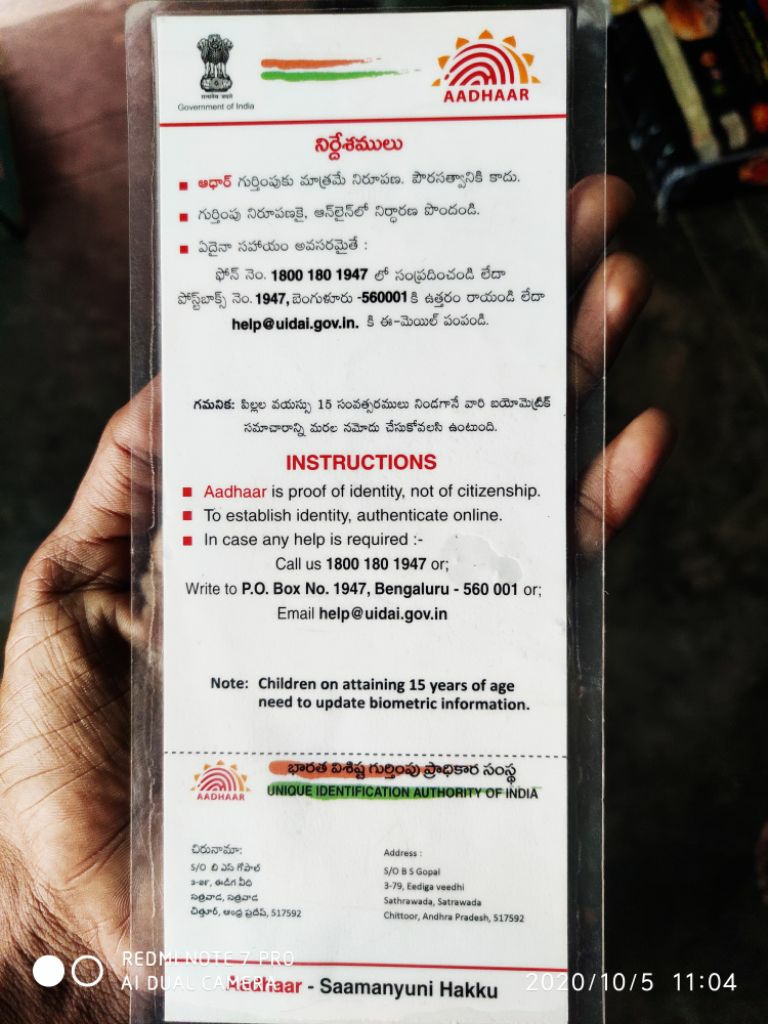 सत्यमेव जयते
Government of India
AADHAAR
నిర్దేశములు
ఆధార్ గుర్తింపుకు మాత్రమే నిరూపణ. పౌరసత్వానికి కాదు.
గుర్తింపు నిరూపణకై, ఆన్‌లైన్‌లో నిర్ధారణ పొందండి.
ఏదైనా సహాయం అవసరమైతే :
ఫోన్ నెం. 1800 180 1947 లో సంప్రదించండి లేదా
పోస్ట్‌బాక్స్ నెం. 1947, బెంగుళూరు -560001 కి ఉత్తరం రాయండి లేదా
help@uidai.gov.in. కి ఈ-మెయిల్ పంపండి.
గమనిక: పిల్లల వయస్సు 15 సంవత్సరములు నిండగానే వారి బయోమెట్రిక్
సమాచారాన్ని మరల నమోదు చేసుకోవలసి ఉంటుంది.
INSTRUCTIONS
Aadhaar is proof of identity, not of citizenship.
To establish identity, authenticate online.
In case any help is required :-
Call us 1800 180 1947 or;
Write to P.O. Box No. 1947, Bengaluru - 560 001 or;
Email help@uidai.gov.in
Note: Children on attaining 15 years of age
need to update biometric information.
AADHAAR
భారత విశిష్ట గుర్తింపు ప్రాధికార సంస్థ
UNIQUE IDENTIFICATION AUTHORITY OF INDIA
చిరునామా:
S/O బి ఎస్ గోపాల్
౩-౭౯, ఈడిగ వీధి
సత్రవాడ, సత్రవాడ
చిత్తూర్, ఆంధ్ర ప్రదేష్, 517592
Address :
S/O B S Gopal
3-79, Eediga veedhi
Sathrawada, Satrawada
Chittoor, Andhra Pradesh, 517592
Aadhaar - Saamanyuni Hakku
REDMI NOTE 7 PRO
AI DUAL CAMERA
2020/10/5 11:04